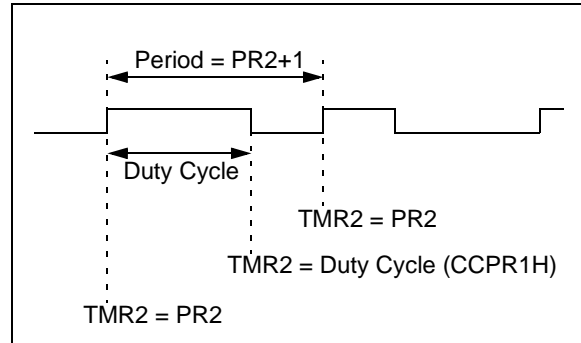 Period = PR2+1
Duty Cycle
TMR2 = PR2
TMR2 = Duty Cycle (CCPR1H)
TMR2 = PR2